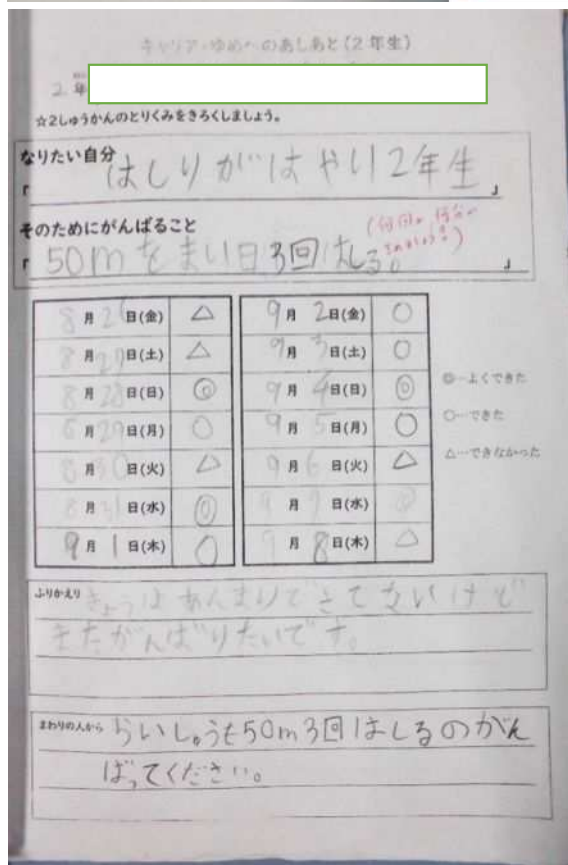 キャリア・ゆめへのあしあと(2年生)
2年
☆2しゅうかんのとりくみをきろくしましょう。
なりたい自分
「はしりがはやい2年生」
そのためにがんばること
「50mをまい日3回はしる。」
8月26日(金) △
8月27日(土) △
8月28日(日) ◎
8月29日(月) ○
8月30日(火) △
8月31日(水) ◎
9月1日(木) ○
9月2日(金) ○
9月3日(土) ○
9月4日(日) ◎
9月5日(月) ○
9月6日(火) △
9月7日(水) ◎
9月8日(木) △
◎…よくできた
○…できた
△…できなかった
ふりかえり
きょうはあんまりできてないけど
またがんばりたいです。
まわりの人から
らいしゅうも50m3回はしるのがん
ばってください。